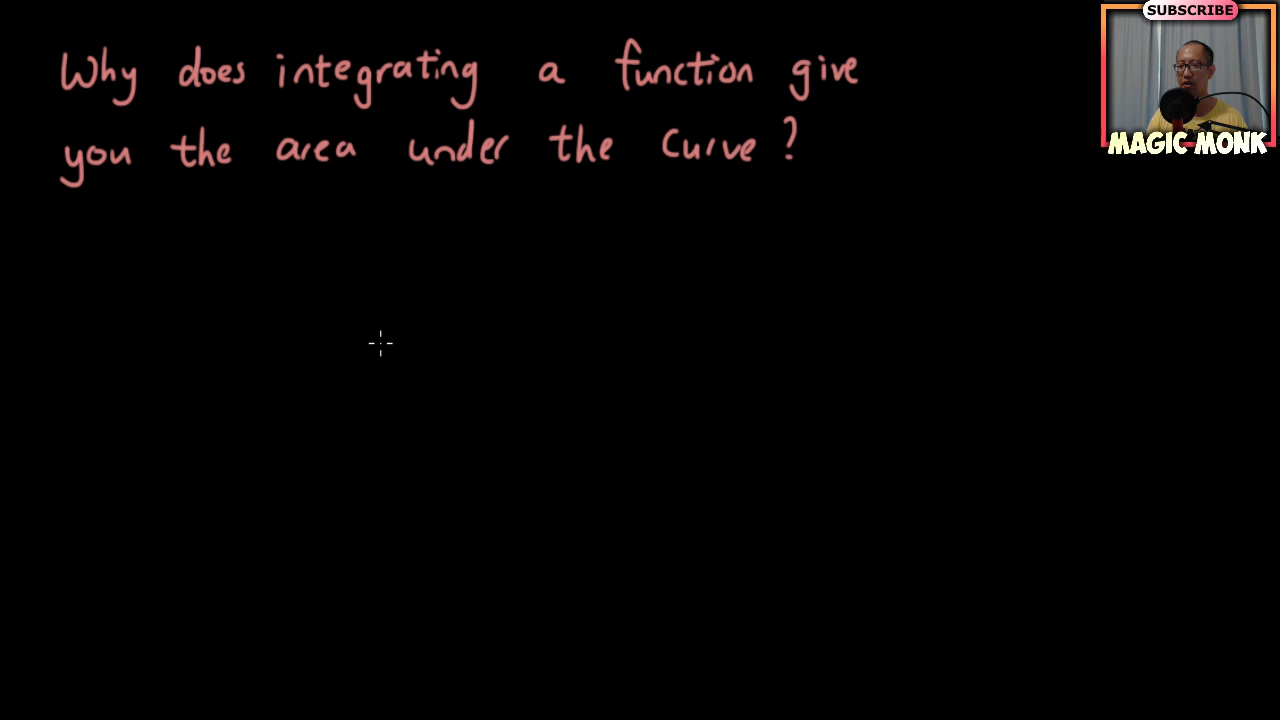 SUBSCRIBE
Why does integrating a function give
you the area under the curve?
MAGIC MONK